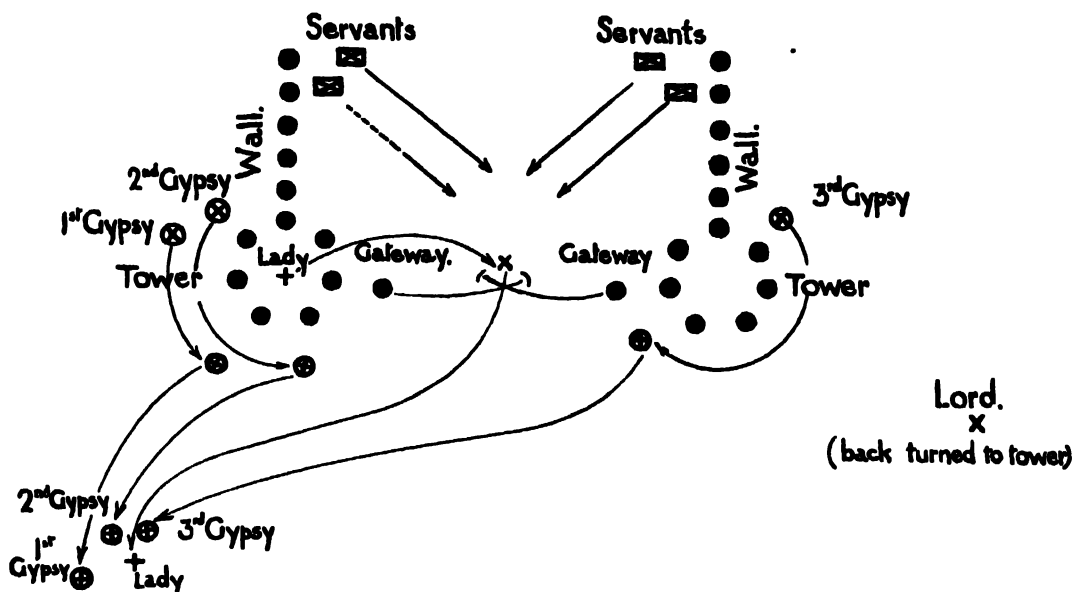 Servants
Servants
Wall.
Wall.
2nd Gypsy
1st Gypsy
3rd Gypsy
Lady
Gateway.
Gateway
Tower
Tower
Lord.
(back turned to tower)
2nd Gypsy
3rd Gypsy
1st
Gypsy
Lady